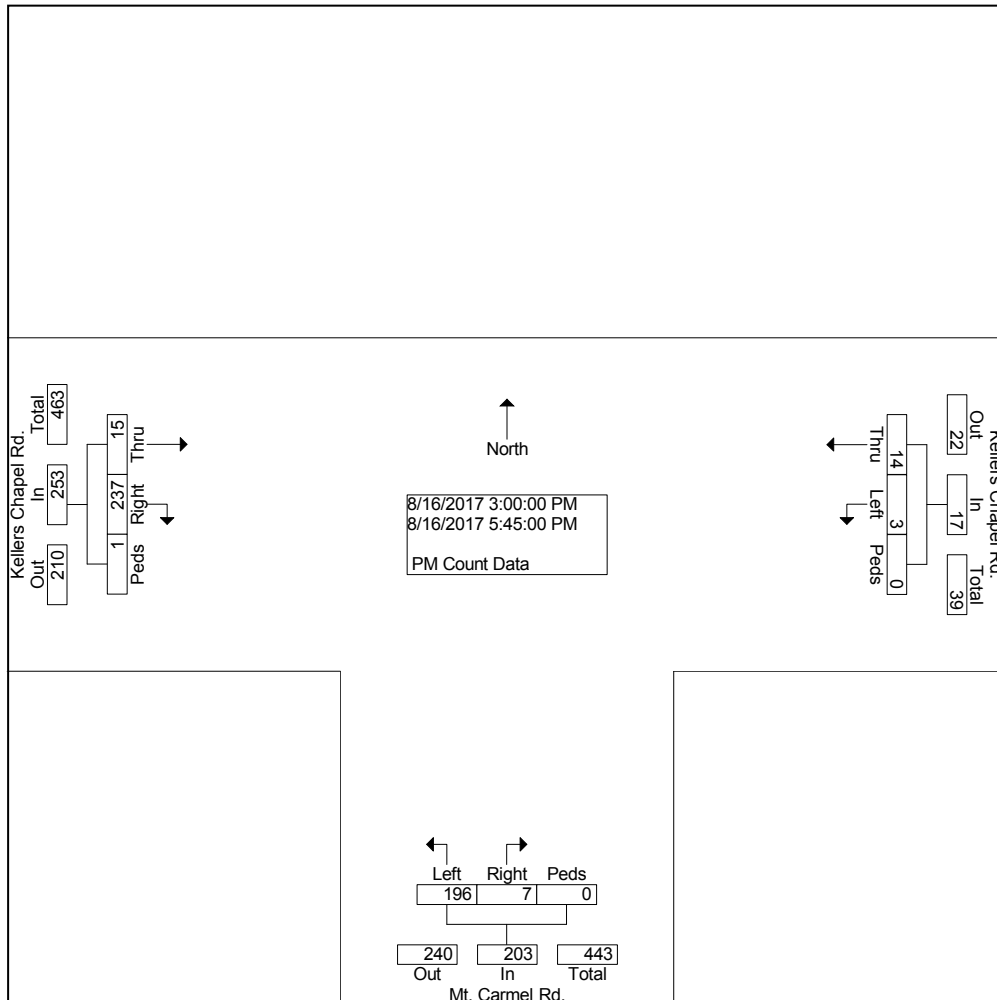 Kellers Chapel Rd.
Out
In
Total
210
253
463
Peds
Right
Thru
1
237
15
North
8/16/2017 3:00:00 PM
8/16/2017 5:45:00 PM
PM Count Data
Kellers Chapel Rd.
Out
In
Total
22
17
39
Thru
Left
Peds
14
3
0
Left Right Peds
196 7 0
240 203 443
Out In Total
Mt. Carmel Rd.